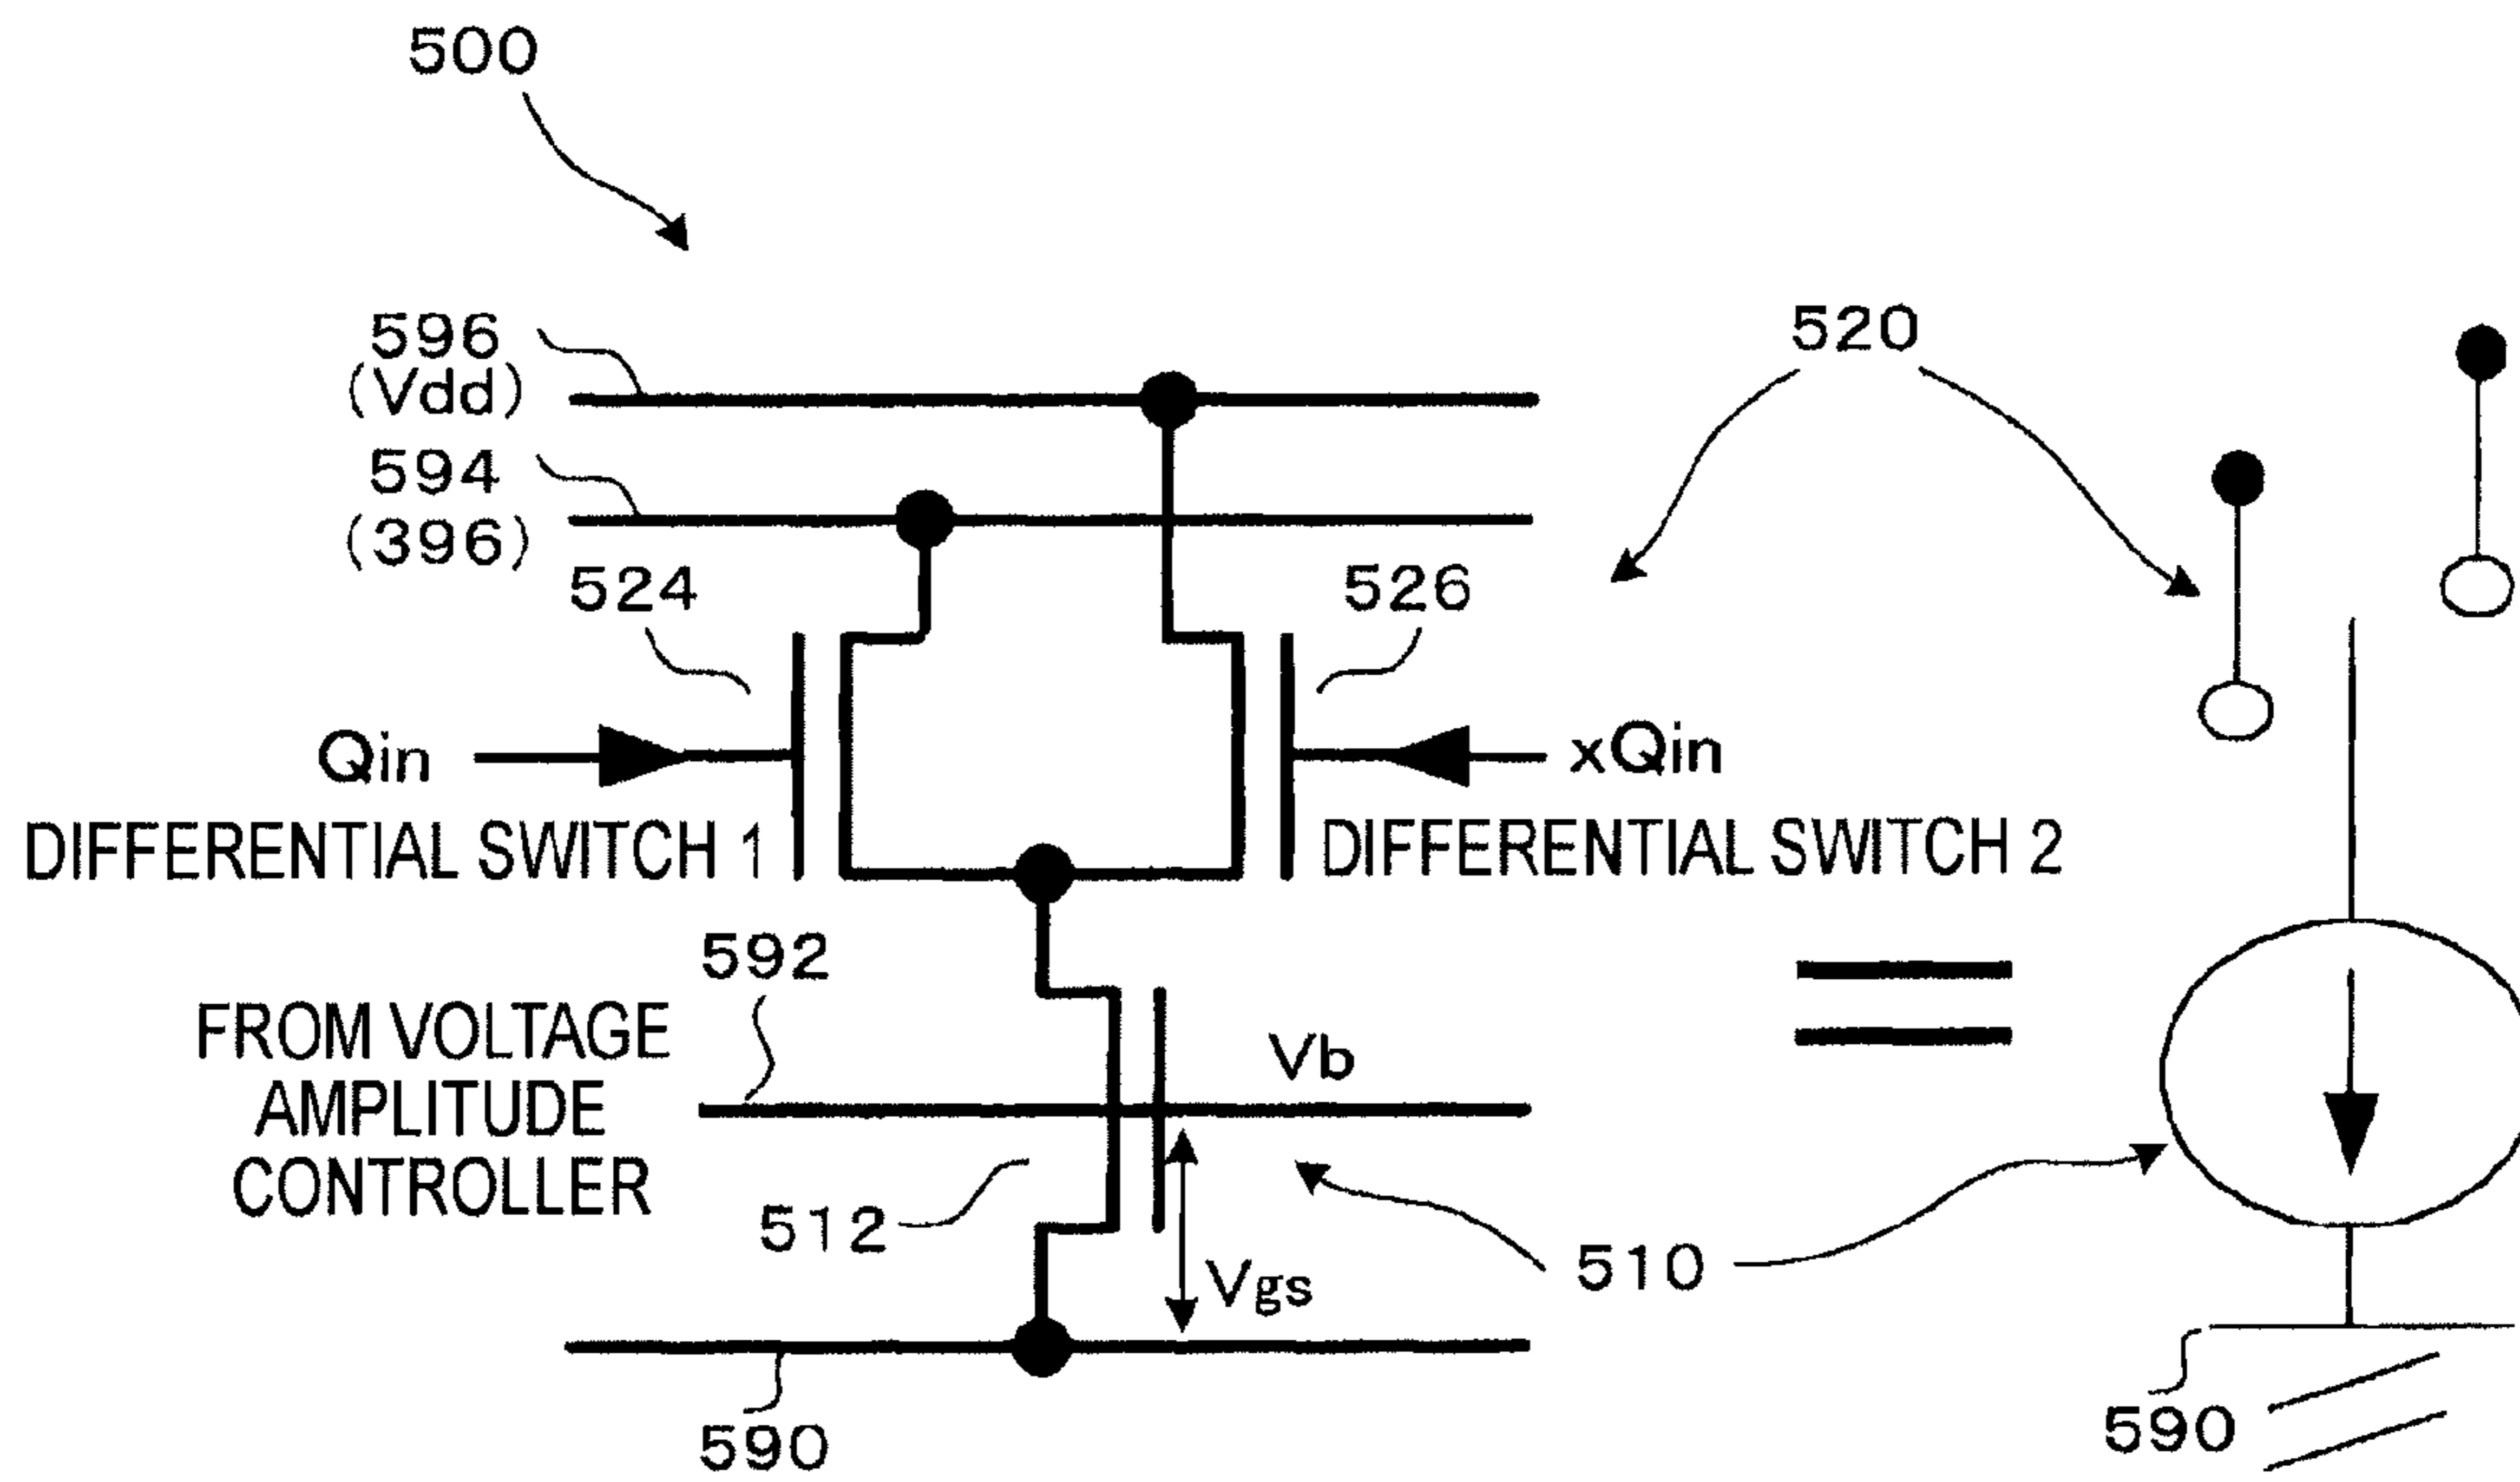 500
596
(Vdd)
594
(396)
520
524
526
Qin
xQin
DIFFERENTIAL SWITCH 1
DIFFERENTIAL SWITCH 2
592
FROM VOLTAGE
AMPLITUDE
CONTROLLER
Vb
512
Vgs
510
590
590